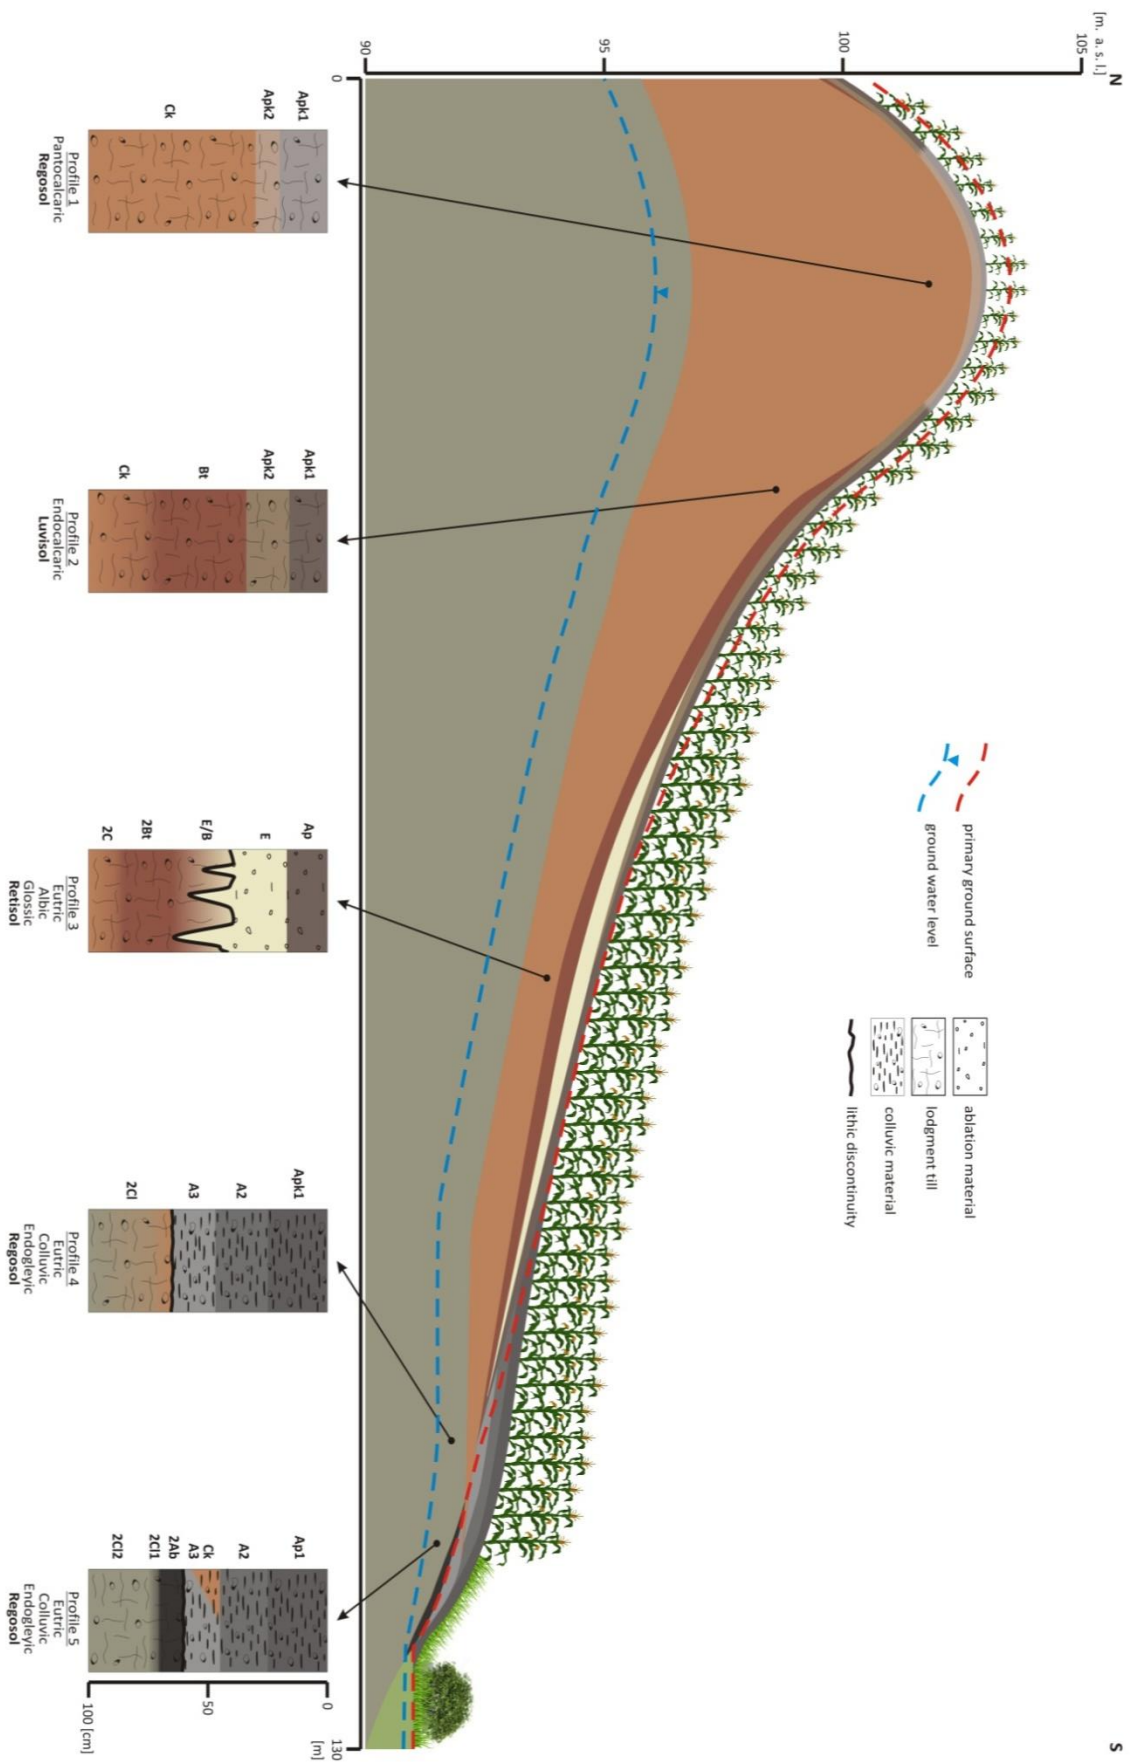 N
S
[m. a. s. l.]
105
100
95
90
0
130
[m]
primary ground surface
ground water level
ablation material
lodgment till
colluvic material
lithic discontinuity
Apk1
Apk2
Ck
Profile 1
Pantocalcaric
Regosol
Apk1
Apk2
Bt
Ck
Profile 2
Endocalcaric
Luvisol
Ap
E
E/B
2Bt
2C
Profile 3
Eutric
Albic
Glossic
Retisol
Apk1
A2
A3
2Cl
Profile 4
Eutric
Colluvic
Endogleyic
Regosol
Ap1
A2
Ck
A3
2Ab
2Cl1
2Cl2
Profile 5
Eutric
Colluvic
Endogleyic
Regosol
0
50
100 [cm]